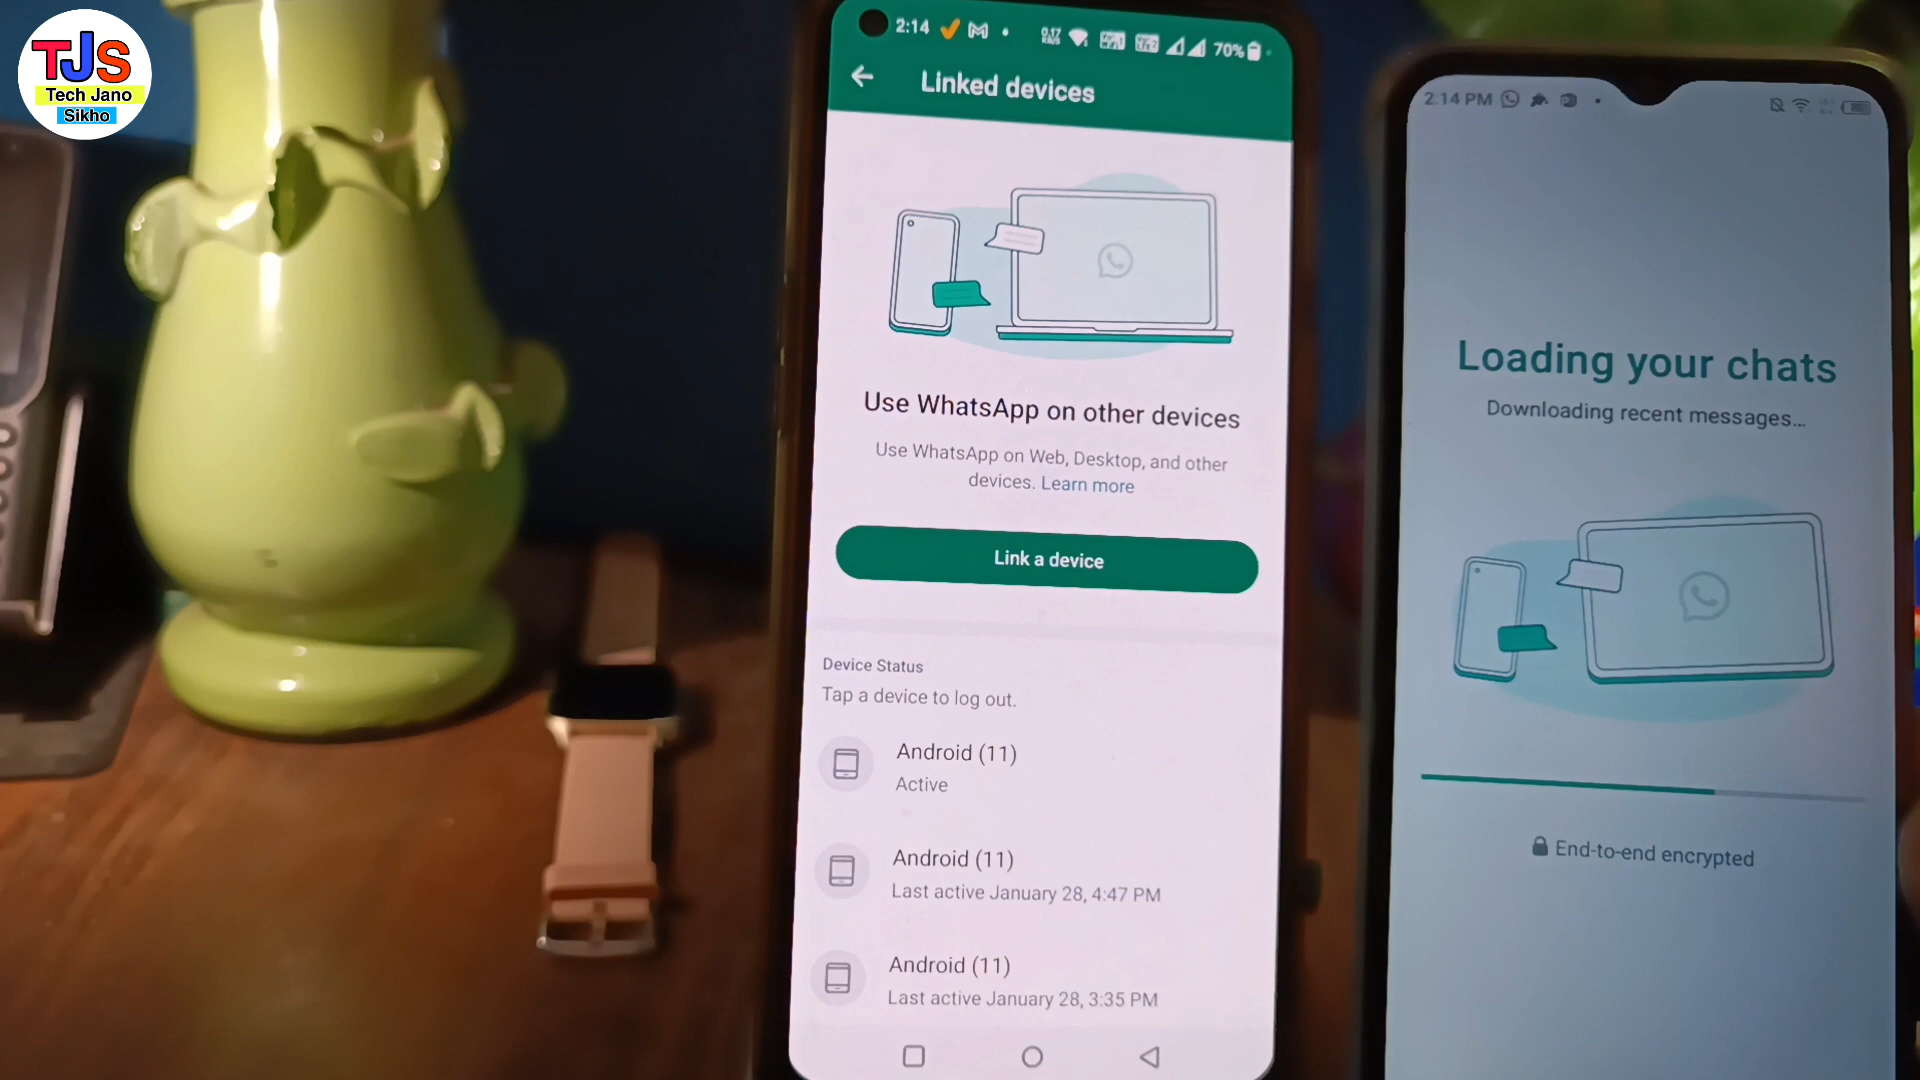 TJS
Tech Jano
Sikho
2:14
70%
Linked devices
Use WhatsApp on other devices
Use WhatsApp on Web, Desktop, and other
devices. Learn more
Link a device
Device Status
Tap a device to log out.
Android (11)
Active
Android (11)
Last active January 28, 4:47 PM
Android (11)
Last active January 28, 3:35 PM
2:14 PM
Loading your chats
Downloading recent messages...
End-to-end encrypted